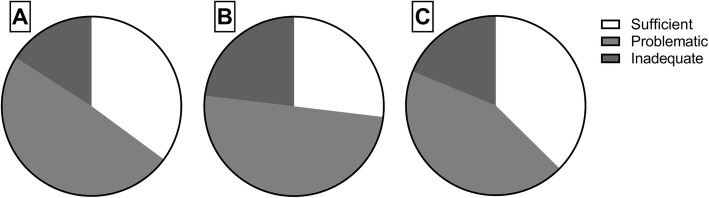 A
B
C
Sufficient
Problematic
Inadequate